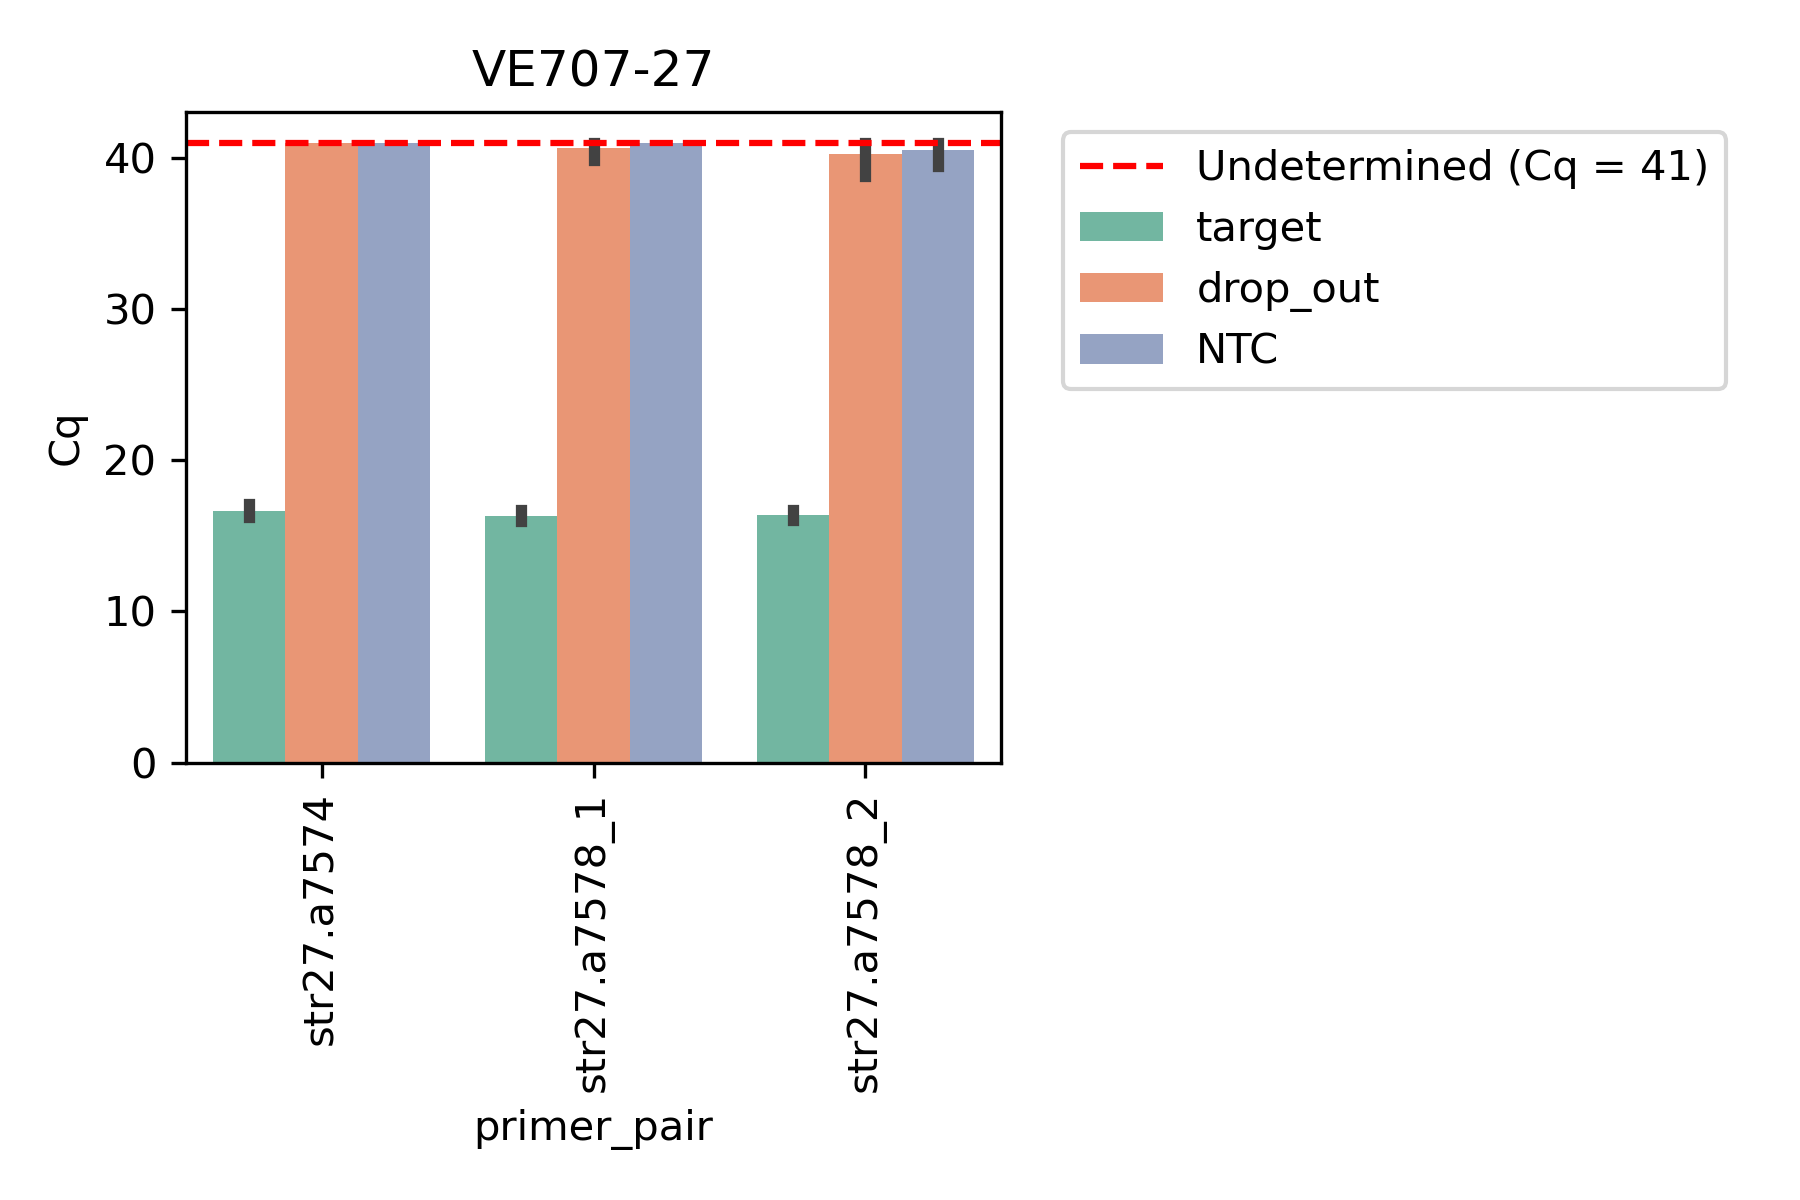 VE707-27
Cq
40
30
20
10
0
str27.a7574
str27.a7578_1
str27.a7578_2
primer_pair
Undetermined (Cq = 41)
target
drop_out
NTC